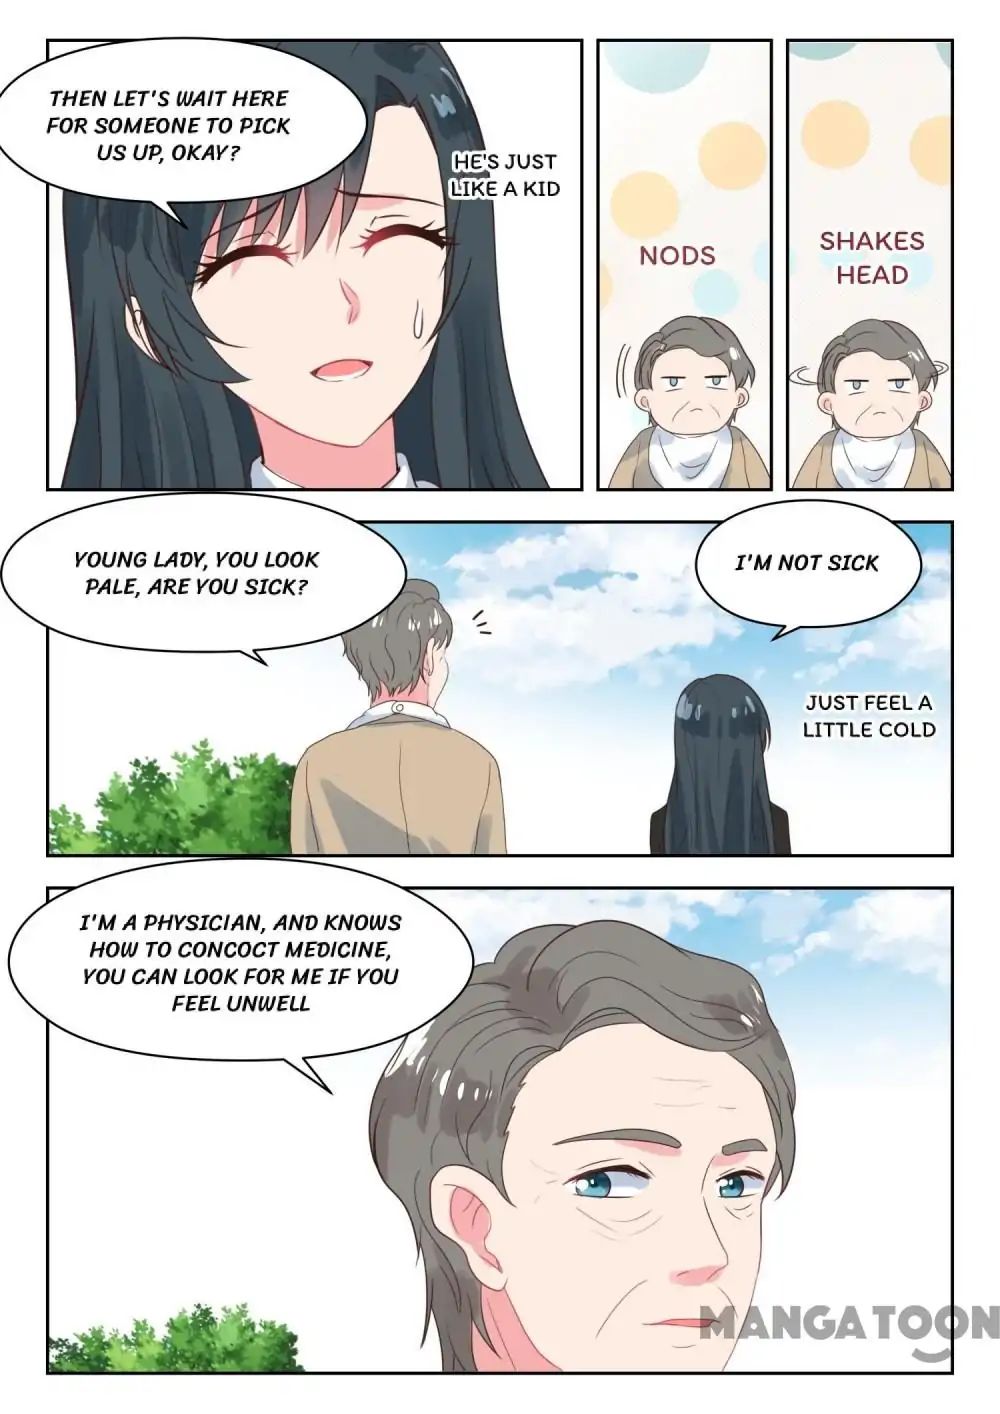 THEN LET'S WAIT HERE
FOR SOMEONE TO PICK
US UP, OKAY?
HE'S JUST
LIKE A KID
NODS
SHAKES
HEAD
YOUNG LADY, YOU LOOK
PALE, ARE YOU SICK?
I'M NOT SICK
JUST FEEL A
LITTLE COLD
I'M A PHYSICIAN, AND KNOWS
HOW TO CONCOCT MEDICINE,
YOU CAN LOOK FOR ME IF YOU
FEEL UNWELL
MANGATOON